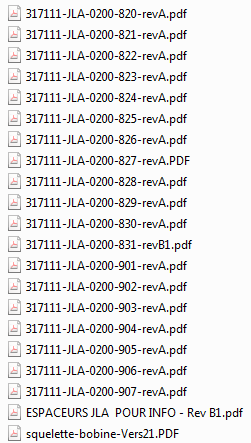 317111-JLA-0200-820-revA.pdf
317111-JLA-0200-821-revA.pdf
317111-JLA-0200-822-revA.pdf
317111-JLA-0200-823-revA.pdf
317111-JLA-0200-824-revA.pdf
317111-JLA-0200-825-revA.pdf
317111-JLA-0200-826-revA.pdf
317111-JLA-0200-827-revA.PDF
317111-JLA-0200-828-revA.pdf
317111-JLA-0200-829-revA.pdf
317111-JLA-0200-830-revA.pdf
317111-JLA-0200-831-revB1.pdf
317111-JLA-0200-901-revA.pdf
317111-JLA-0200-902-revA.pdf
317111-JLA-0200-903-revA.pdf
317111-JLA-0200-904-revA.pdf
317111-JLA-0200-905-revA.pdf
317111-JLA-0200-906-revA.pdf
317111-JLA-0200-907-revA.pdf
ESPACEURS JLA  POUR INFO - Rev B1.pdf
squelette-bobine-Vers21.PDF